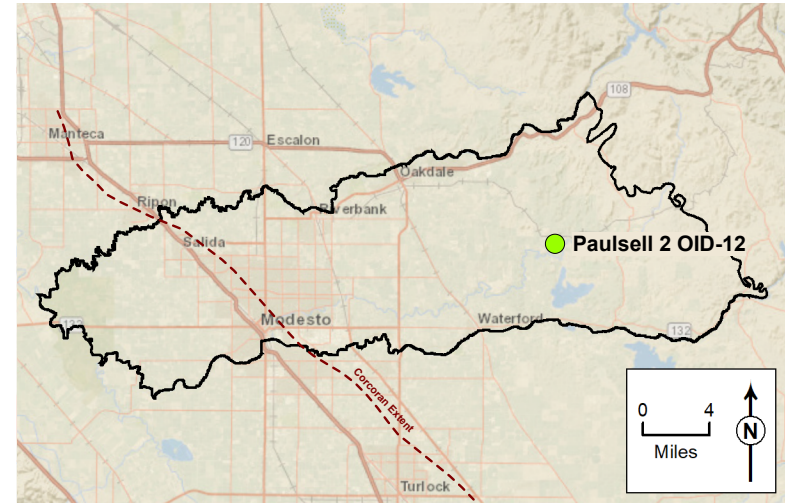 108
Manteca
120
Escalon
Oakdale
Ripon
Riverbank
Salida
Paulsell 2 OID-12
Waterford
132
Modesto
132
Corcoran Extent
0 4
Miles
N
Turlock